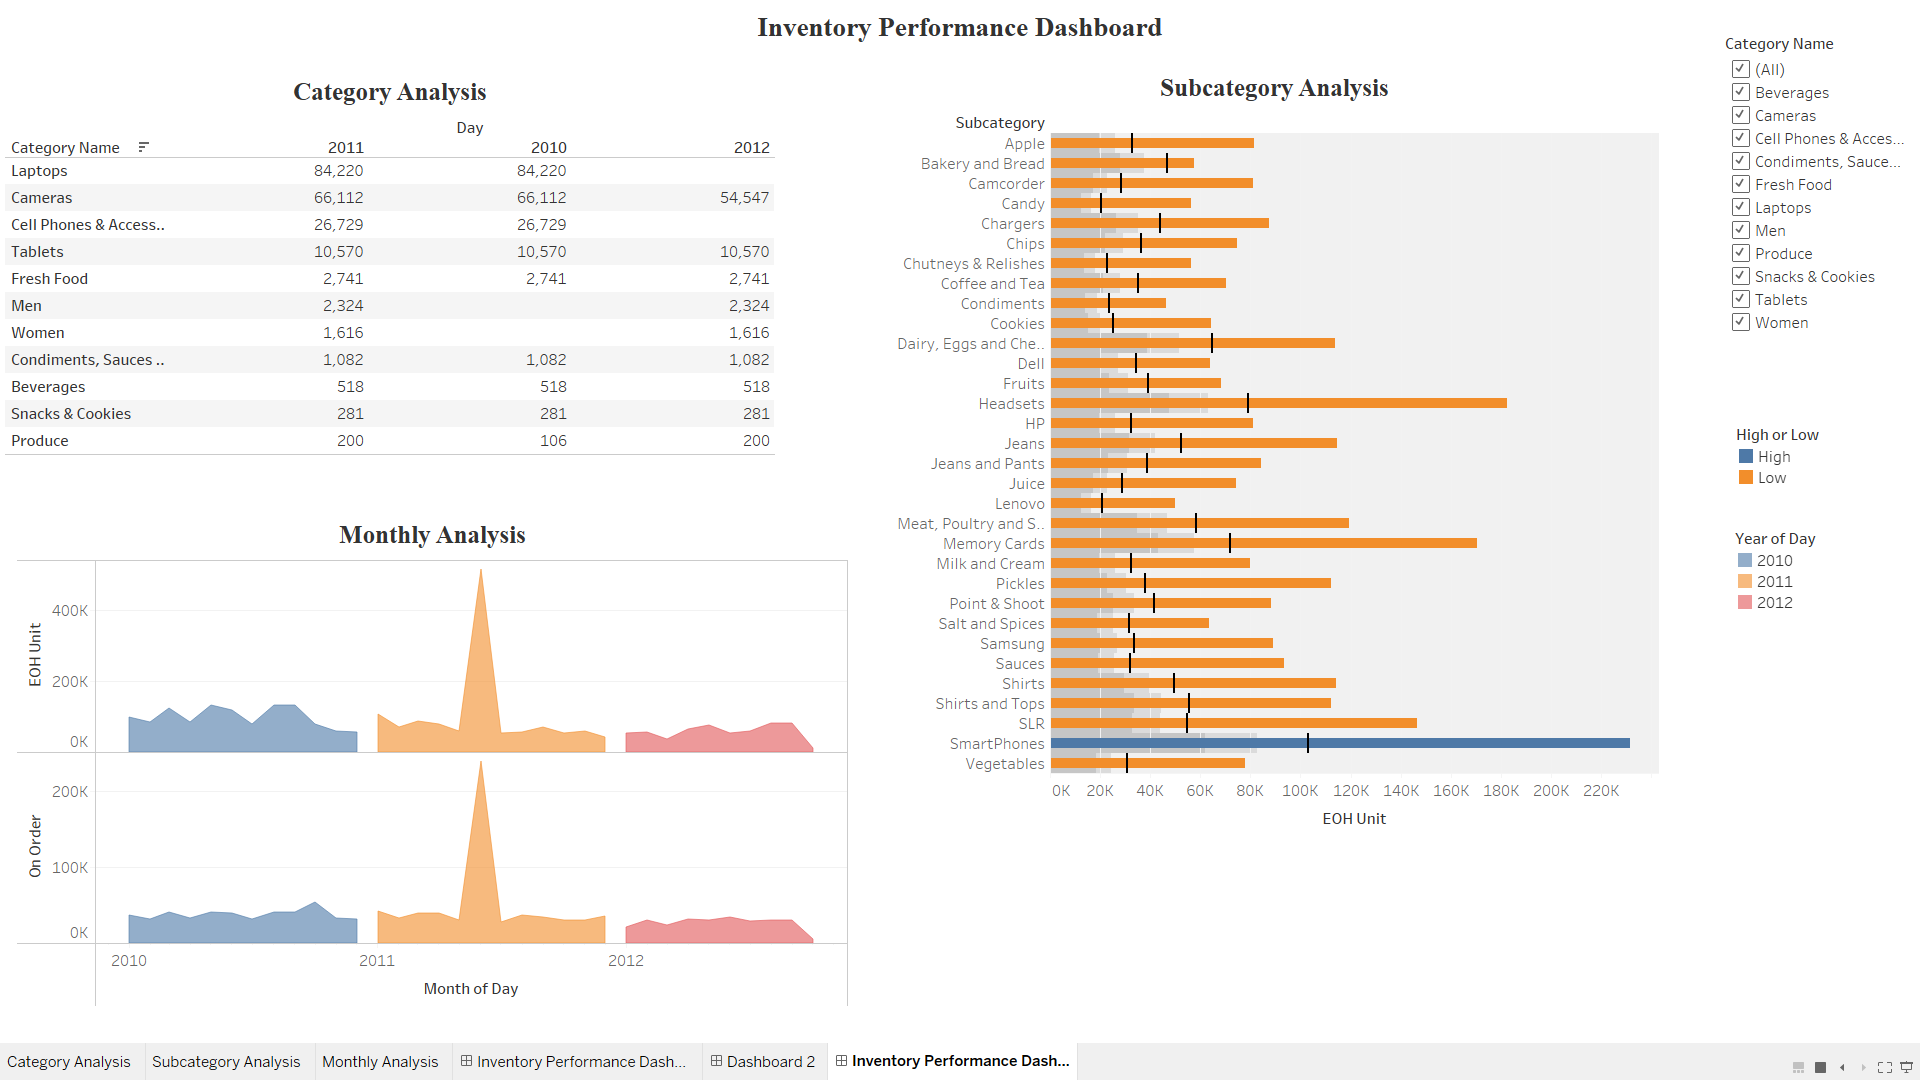 Inventory Performance Dashboard
Category Analysis
Day
Category Name 2011 2010 2012
Laptops 84,220 84,220
Cameras 66,112 66,112 54,547
Cell Phones & Access.. 26,729 26,729
Tablets 10,570 10,570 10,570
Fresh Food 2,741 2,741 2,741
Men 2,324 2,324
Women 1,616 1,616
Condiments, Sauces .. 1,082 1,082 1,082
Beverages 518 518 518
Snacks & Cookies 281 281 281
Produce 200 106 200
Monthly Analysis
EOH Unit
400K
200K
0K
On Order
200K
100K
0K
2010 2011 2012
Month of Day
Subcategory Analysis
Subcategory
Apple
Bakery and Bread
Camcorder
Candy
Chargers
Chips
Chutneys & Relishes
Coffee and Tea
Condiments
Cookies
Dairy, Eggs and Che..
Dell
Fruits
Headsets
HP
Jeans
Jeans and Pants
Juice
Lenovo
Meat, Poultry and S..
Memory Cards
Milk and Cream
Pickles
Point & Shoot
Salt and Spices
Samsung
Sauces
Shirts
Shirts and Tops
SLR
SmartPhones
Vegetables
0K 20K 40K 60K 80K 100K 120K 140K 160K 180K 200K 220K
EOH Unit
Category Name
(All)
Beverages
Cameras
Cell Phones & Acces...
Condiments, Sauce...
Fresh Food
Laptops
Men
Produce
Snacks & Cookies
Tablets
Women
High or Low
High
Low
Year of Day
2010
2011
2012
Category Analysis Subcategory Analysis Monthly Analysis Inventory Performance Dash... Dashboard 2 Inventory Performance Dash...